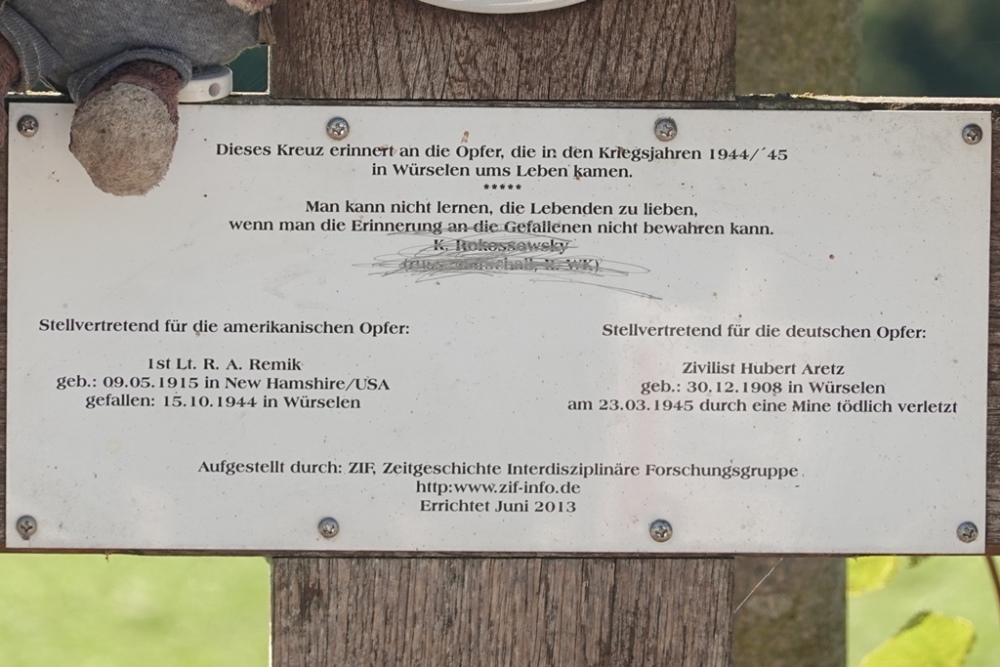 Dieses Kreuz erinnert an die Opfer, die in den Kriegsjahren 1944/´45
in Würselen ums Leben kamen.
*****
Man kann nicht lernen, die Lebenden zu lieben,
wenn man die Erinnerung an die Gefallenen nicht bewahren kann.
K. Rokossowsky
WK)
Stellvertretend für die amerikanischen Opfer:
1st Lt. R. A. Remik
geb.: 09.05.1915 in New Hamshire/USA
gefallen: 15.10.1944 in Würselen
Stellvertretend für die deutschen Opfer:
Zivilist Hubert Aretz
geb.: 30.12.1908 in Würselen
am 23.03.1945 durch eine Mine tödlich verletzt
Aufgestellt durch: ZIF, Zeitgeschichte Interdisziplinäre Forschungsgruppe
http:www.zif-info.de
Errichtet Juni 2013